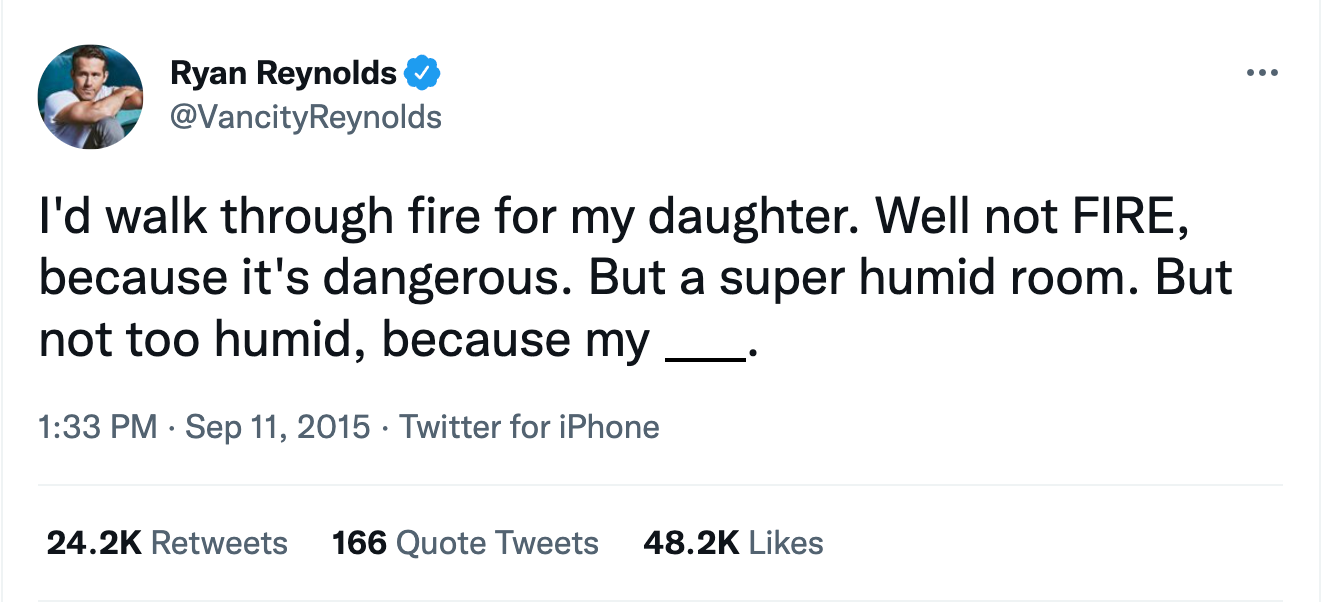 Ryan Reynolds
@VancityReynolds
I'd walk through fire for my daughter. Well not FIRE,
because it's dangerous. But a super humid room. But
not too humid, because my ____.
1:33 PM · Sep 11, 2015 · Twitter for iPhone
24.2K Retweets 166 Quote Tweets 48.2K Likes